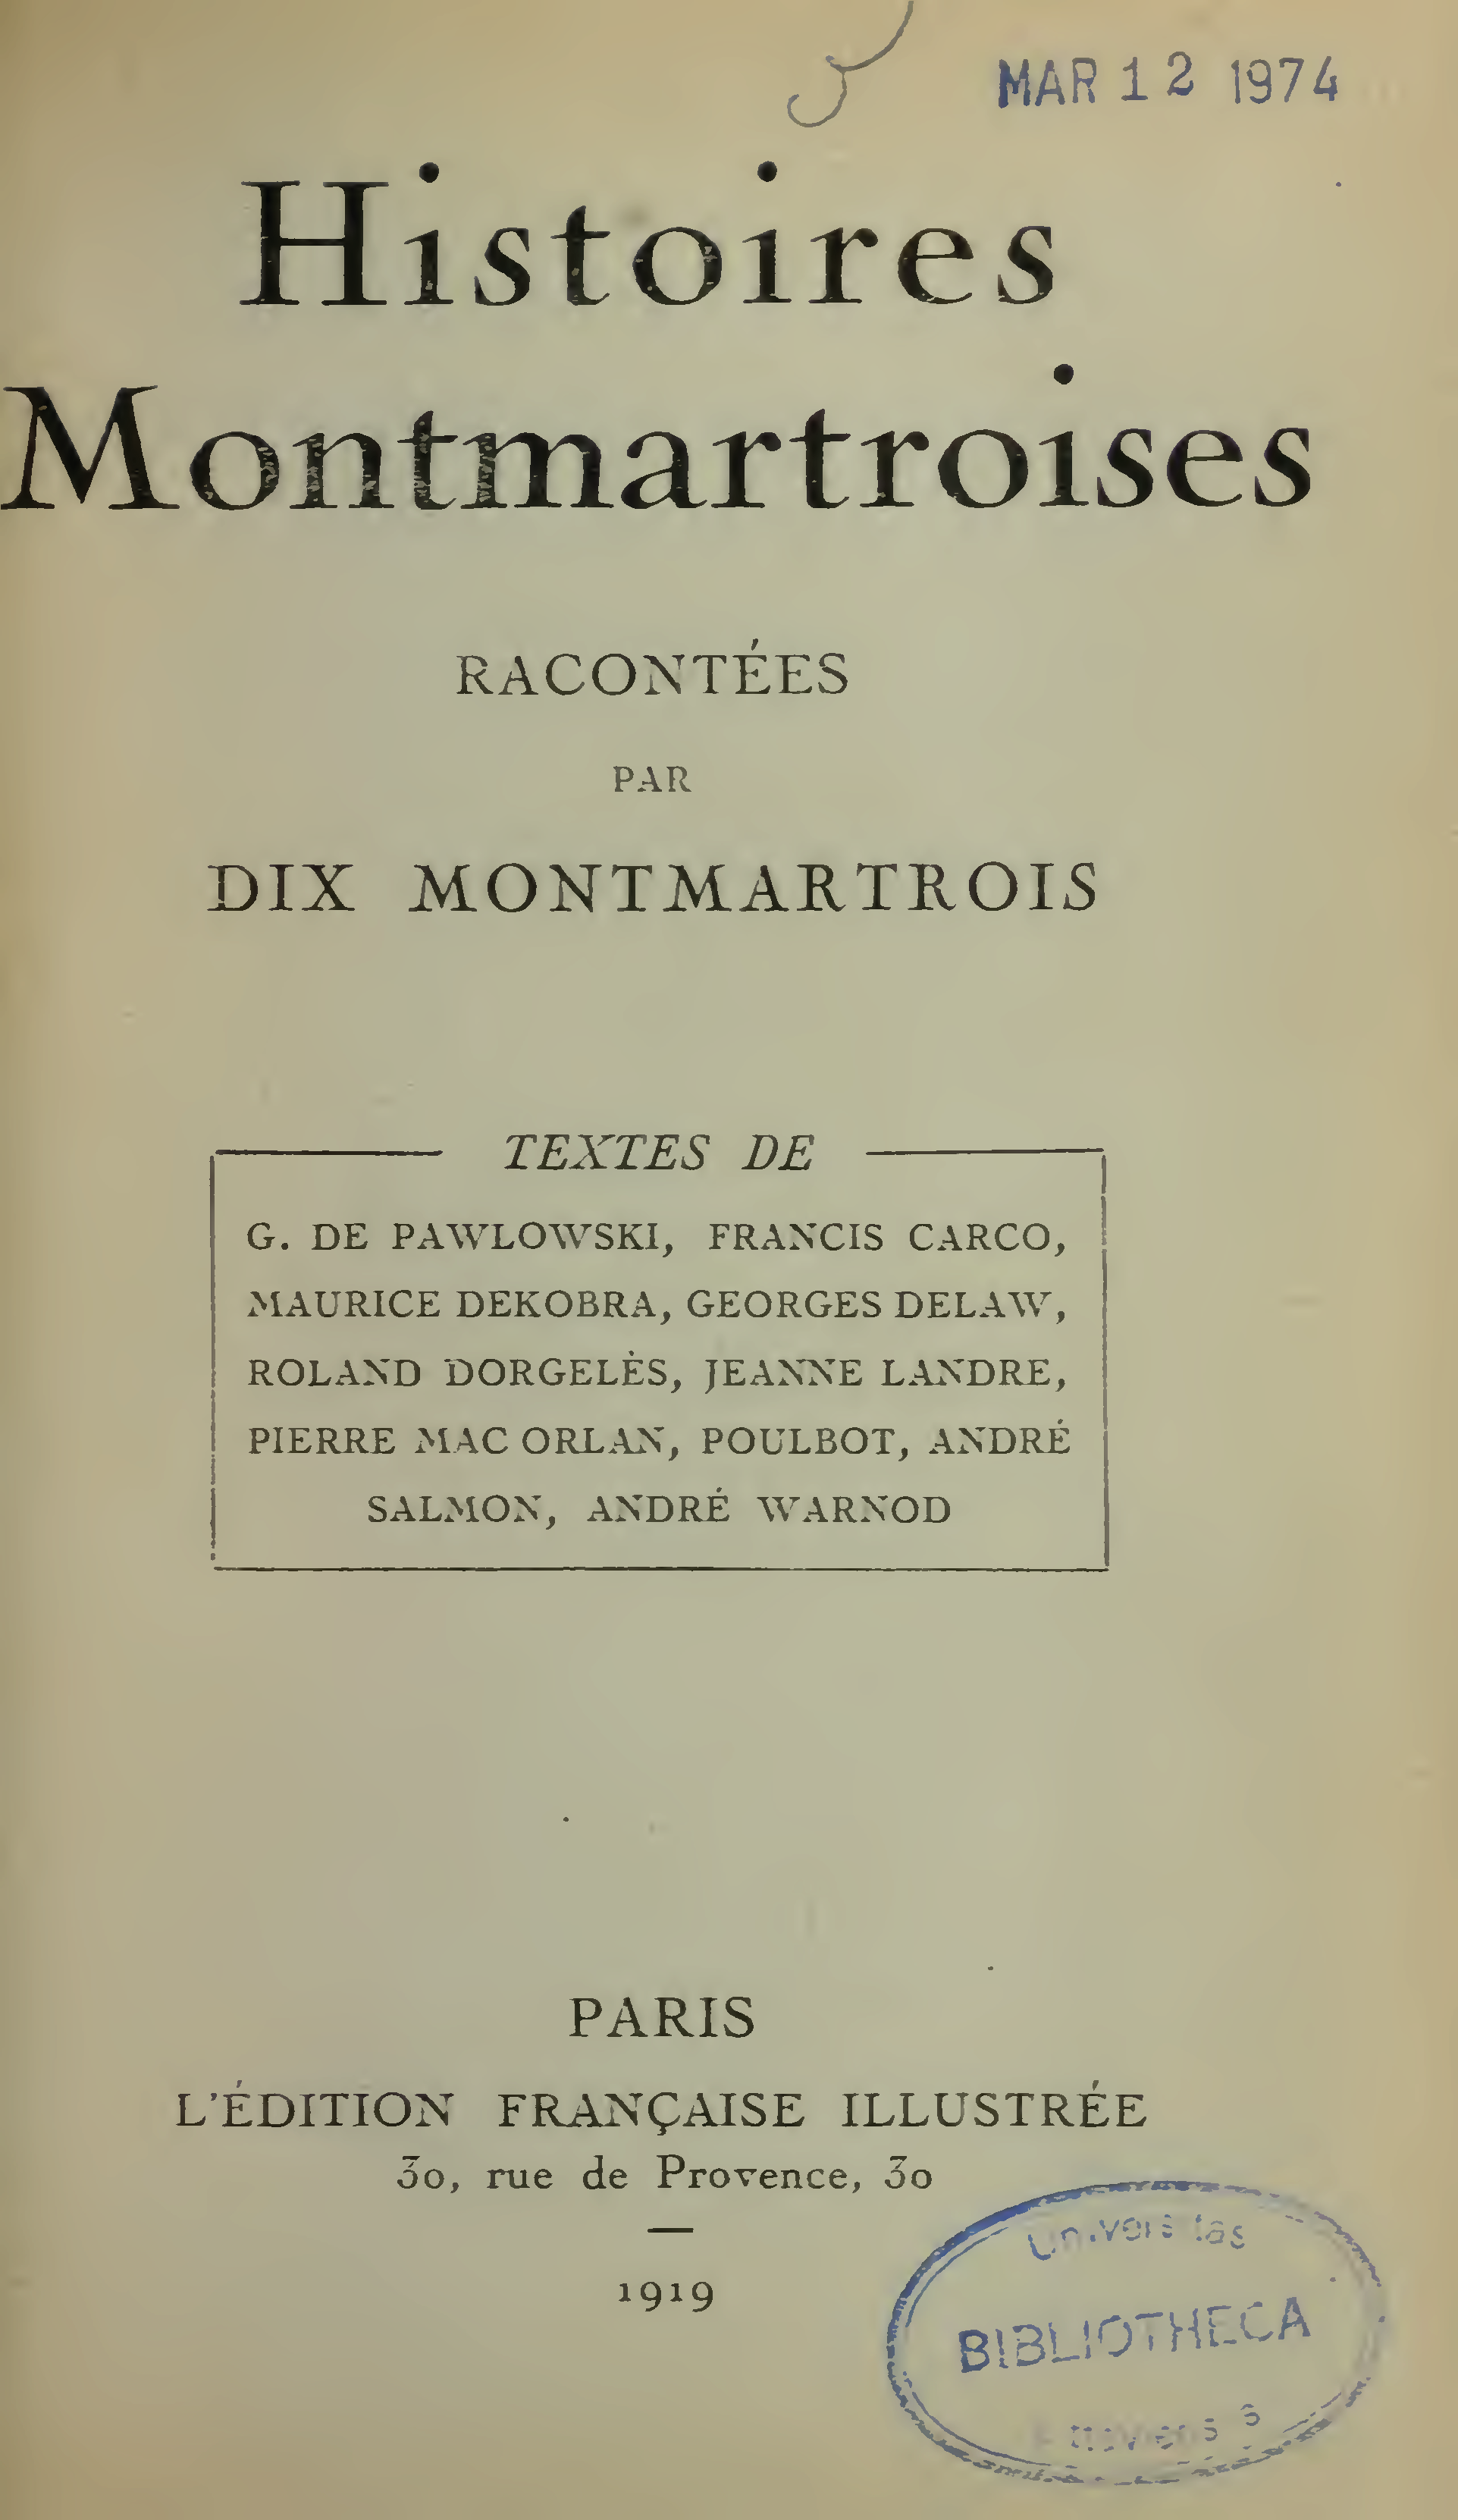 MAR 12 1974
Histoires
Montmartroises
RACONTÉES
PAR
DIX MONTMARTROIS
TEXTES DE
G. DE PAWLOWSKI, FRANCIS CARCO,
MAURICE DEKOBRA, GEORGES DELAW,
ROLAND DORGELÈS, JEANNE LANDRE,
PIERRE MAC ORLAN, POULBOT, ANDRÉ
SALMON, ANDRÉ WARNOD
PARIS
L'ÉDITION FRANÇAISE ILLUSTRÉE
30, rue de Provence, 30
1919
Universitas
BIBLIOTHECA